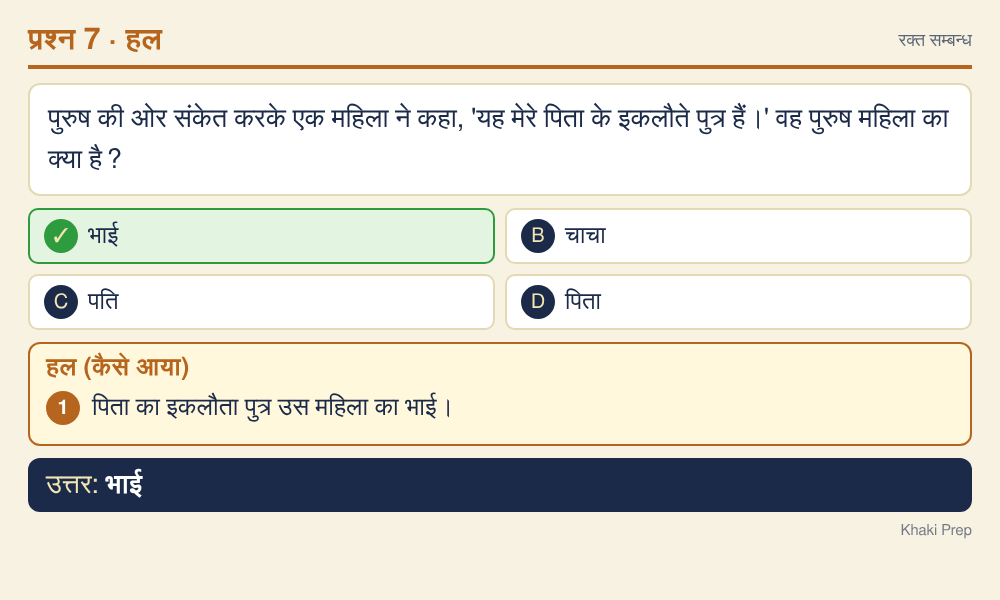 प्रश्न 7 · हल
रक्त सम्बन्ध
पुरुष की ओर संकेत करके एक महिला ने कहा, 'यह मेरे पिता के इकलौते पुत्र हैं।' वह पुरुष महिला का
क्या है ?
✓ भाई
B चाचा
C पति
D पिता
हल (कैसे आया)
1 पिता का इकलौता पुत्र उस महिला का भाई।
उत्तर: भाई
Khaki Prep